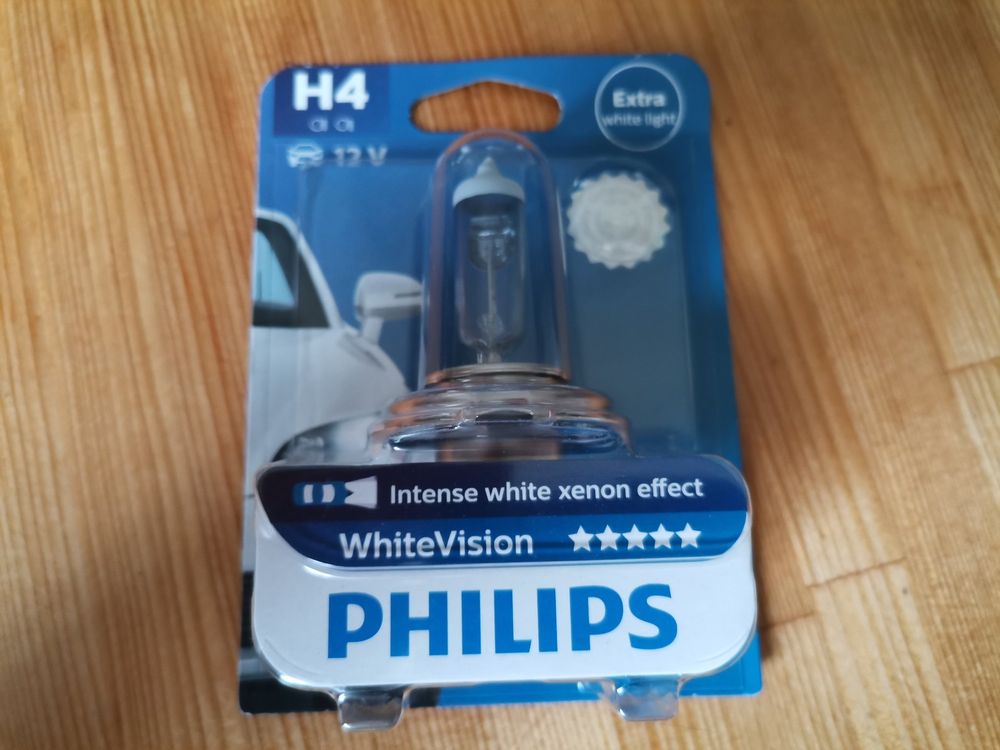 H4
Extra
white light
12 V
Intense white xenon effect
WhiteVision
PHILIPS